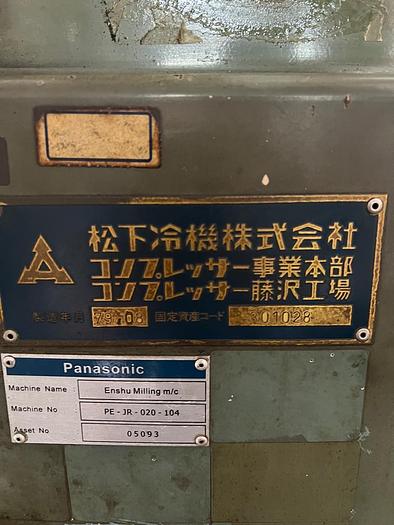 松下冷機株式会社
コンプレッサー事業本部
コンプレッサー藤沢工場
製造年月 79.08 固定資産コード 201028
Panasonic
Machine Name Enshu Milling m/c
Machine No PE - JR - 020 - 104
Asset No 05093